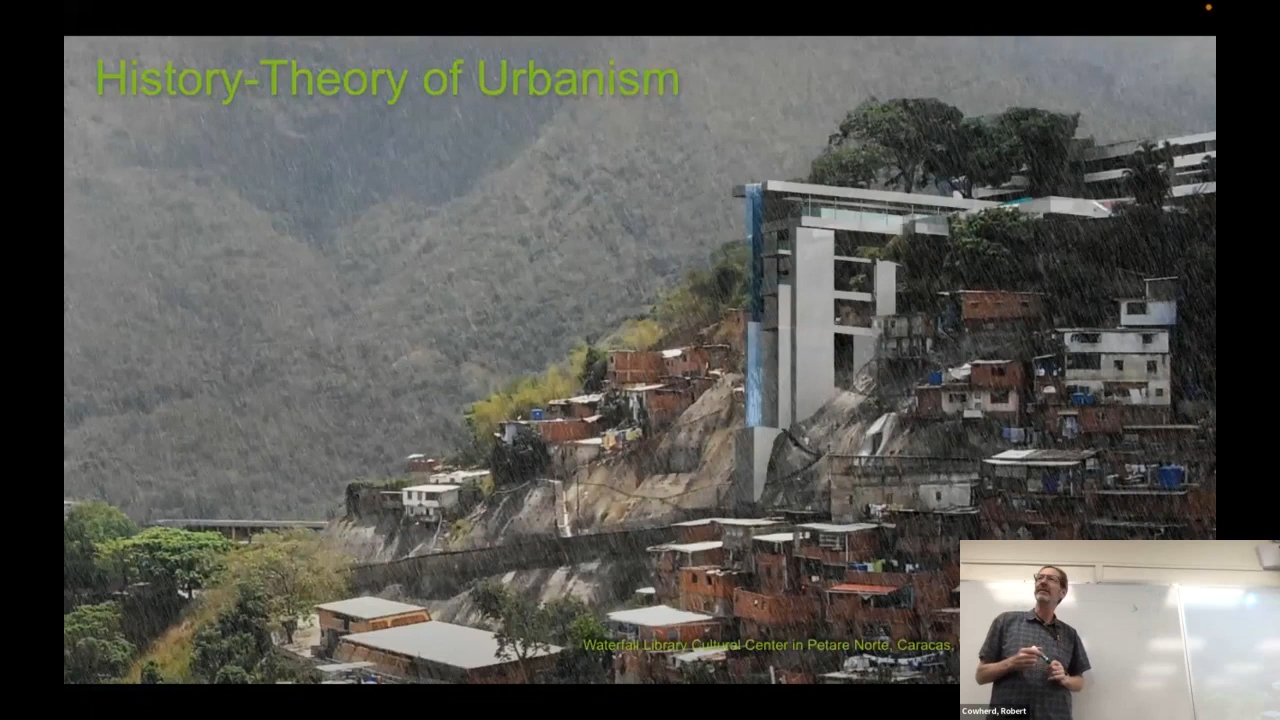 History-Theory of Urbanism
Waterfall Library Cultural Center in Petare Norte, Caracas,
Cowherd, Robert